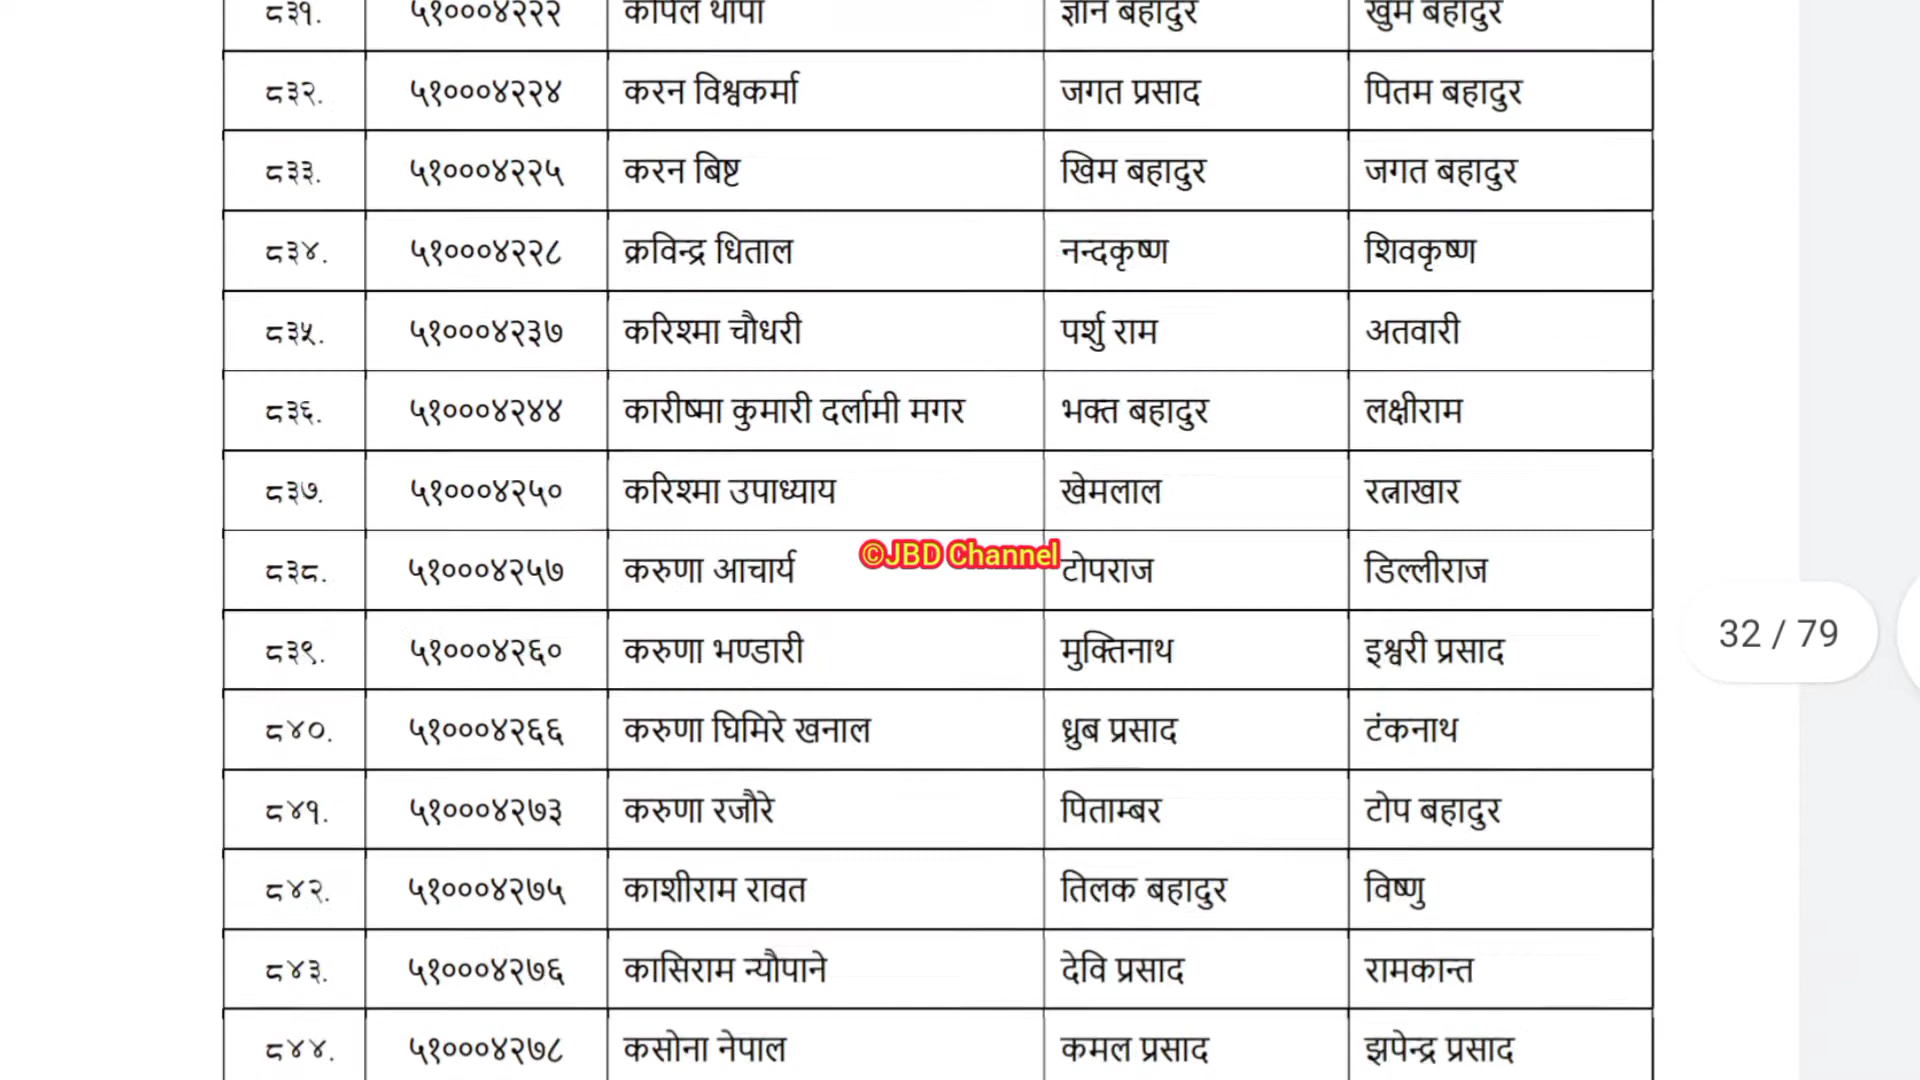 ८३१. ५१०००४२२२ कपिल थापा ज्ञान बहादुर खुम बहादुर
८३२. ५१०००४२२४ करन विश्वकर्मा जगत प्रसाद पितम बहादुर
८३३. ५१०००४२२५ करन बिष्ट खिम बहादुर जगत बहादुर
८३४. ५१०००४२२८ क्रविन्द्र धिताल नन्दकृष्ण शिवकृष्ण
८३५. ५१०००४२३७ करिश्मा चौधरी पर्शु राम अतवारी
८३६. ५१०००४२४४ कारीष्मा कुमारी दर्लामी मगर भक्त बहादुर लक्षीराम
८३७. ५१०००४२५० करिश्मा उपाध्याय खेमलाल रत्नाखार
८३८. ५१०००४२५७ करुणा आचार्य ©JBD Channel टोपराज डिल्लीराज
८३९. ५१०००४२६० करुणा भण्डारी मुक्तिनाथ इश्वरी प्रसाद
32 / 79
८४०. ५१०००४२६६ करुणा घिमिरे खनाल ध्रुब प्रसाद टंकनाथ
८४१. ५१०००४२७३ करुणा रजौरे पिताम्बर टोप बहादुर
८४२. ५१०००४२७५ काशीराम रावत तिलक बहादुर विष्णु
८४३. ५१०००४२७६ कासिराम न्यौपाने देवि प्रसाद रामकान्त
८४४. ५१०००४२७८ कसोना नेपाल कमल प्रसाद झपेन्द्र प्रसाद